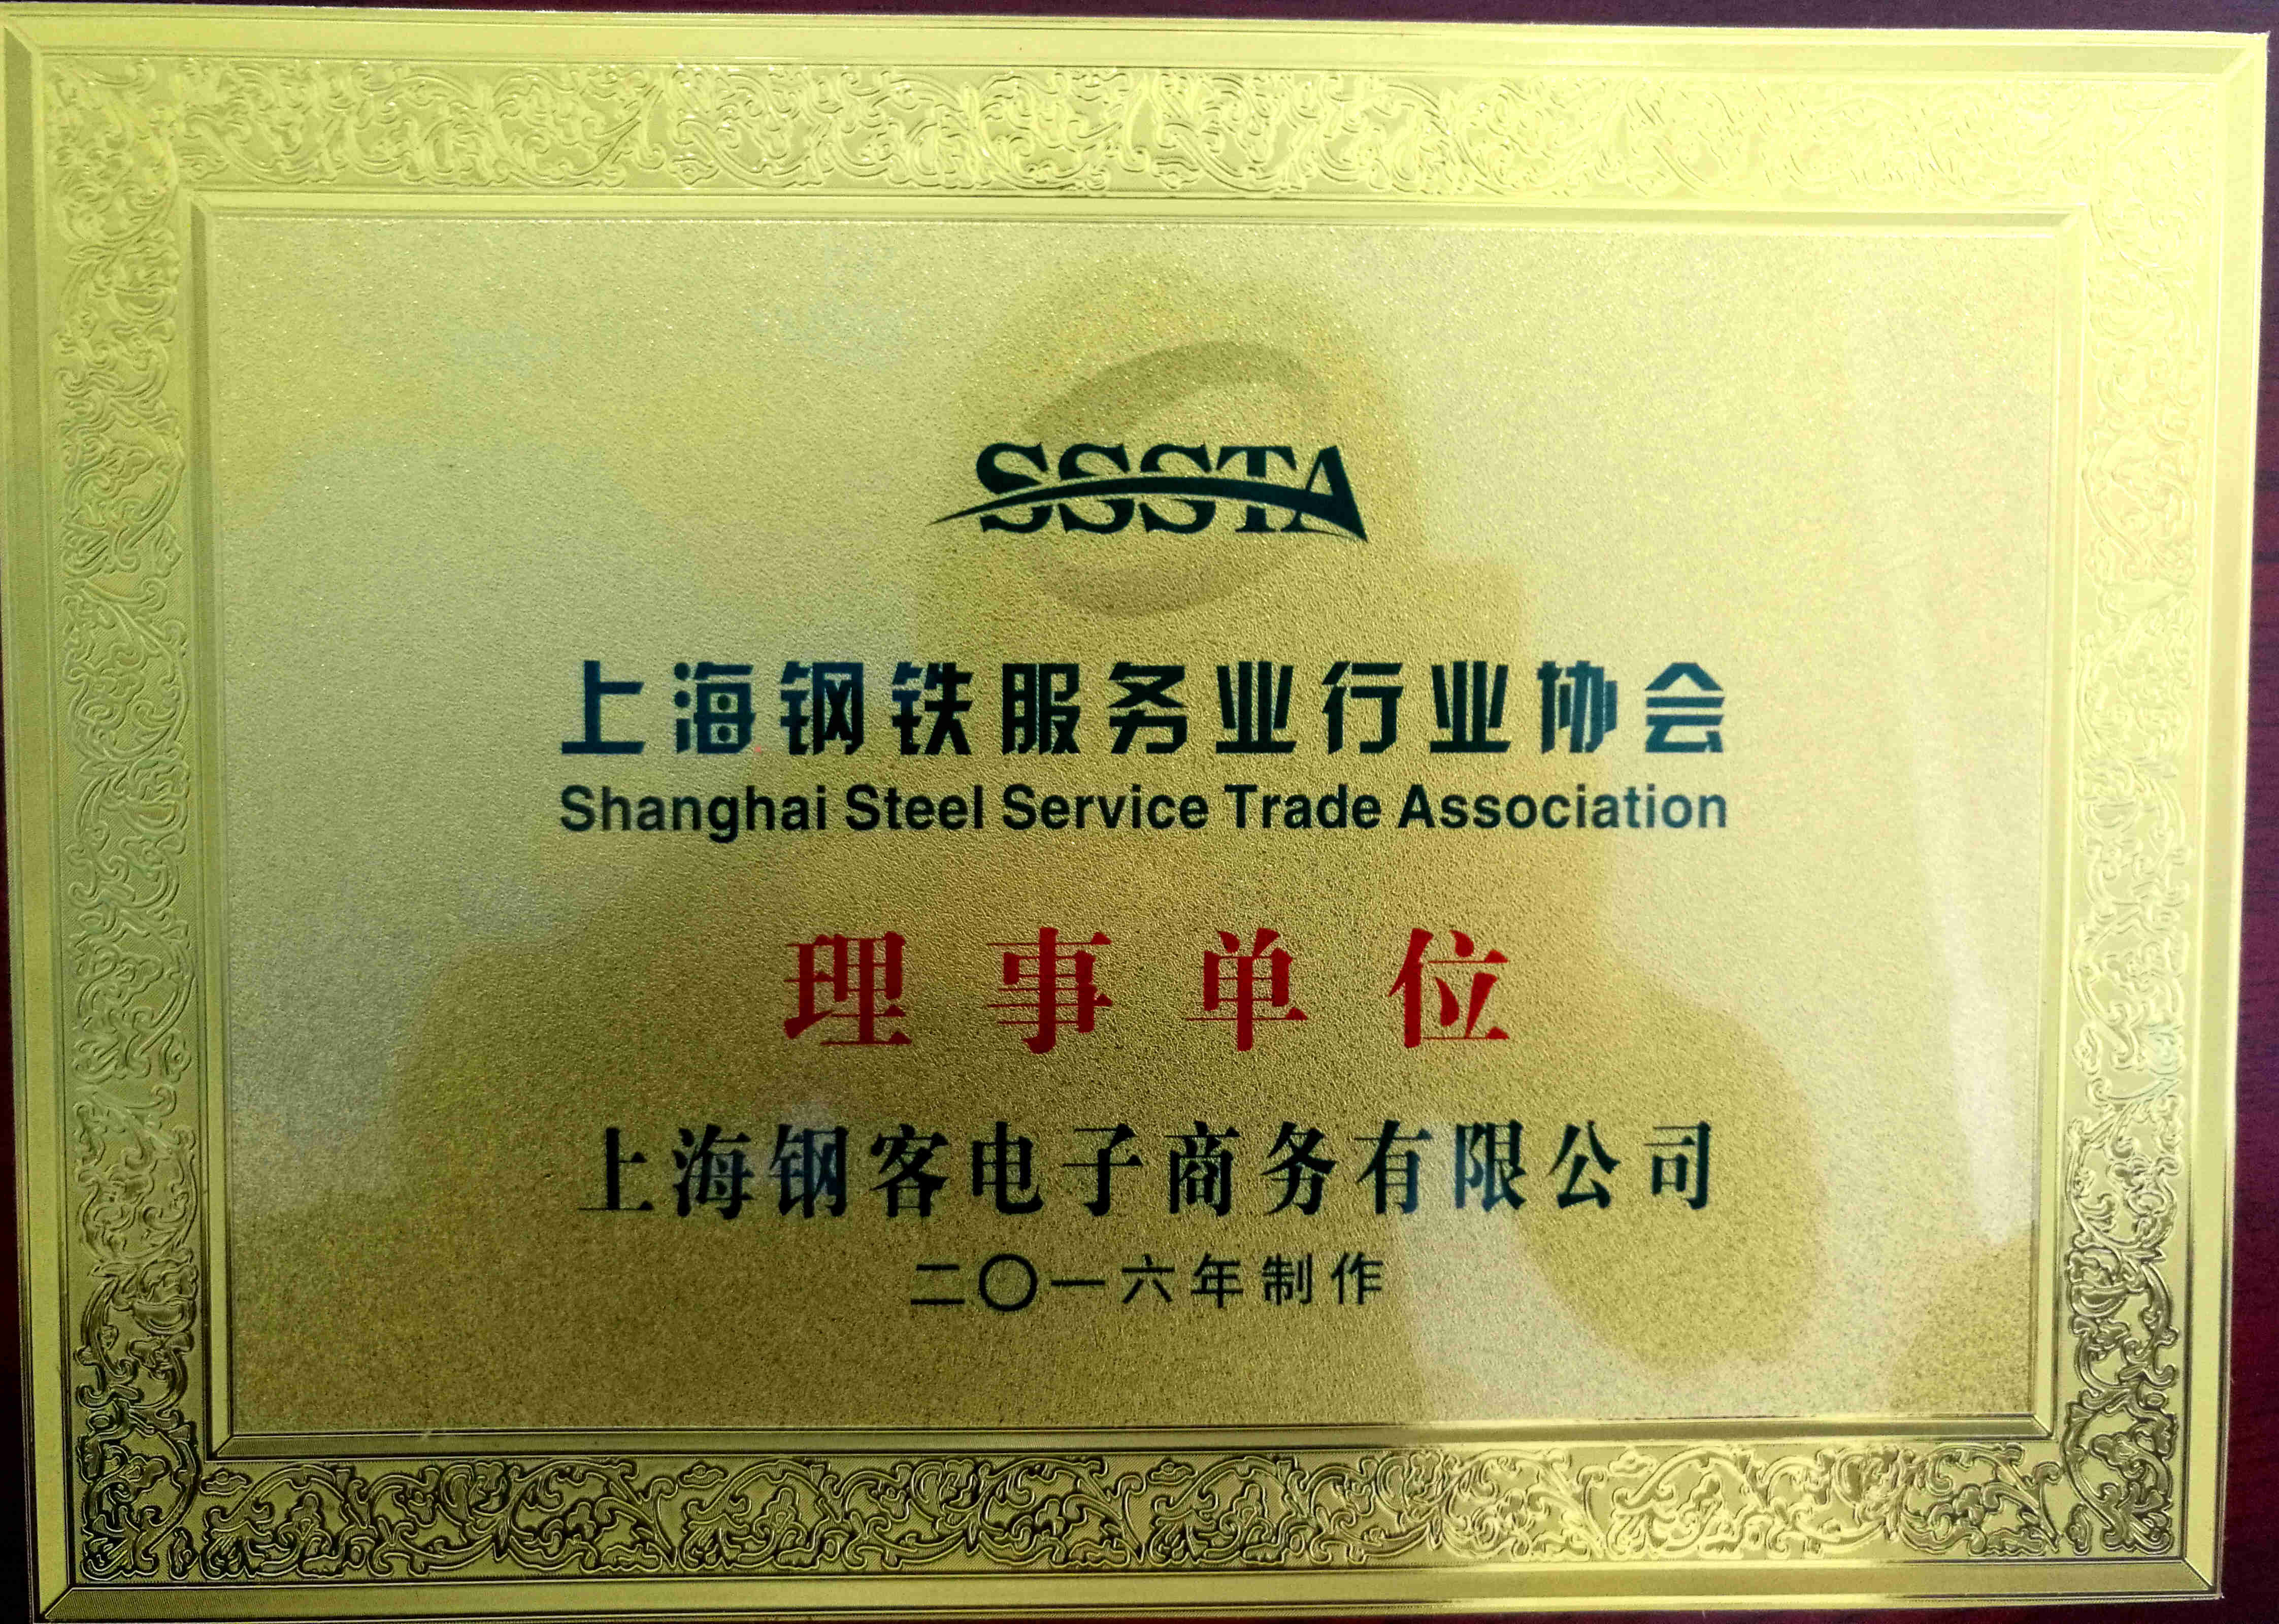 SSSTA
上海钢铁服务业行业协会
Shanghai Steel Service Trade Association
理事单位
上海钢客电子商务有限公司
二〇一六年制作